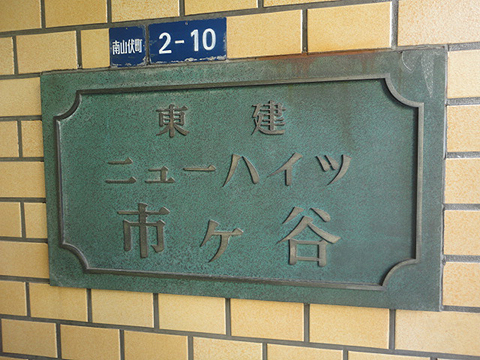 南山伏町 2-10
東建
ニューハイツ
市ヶ谷